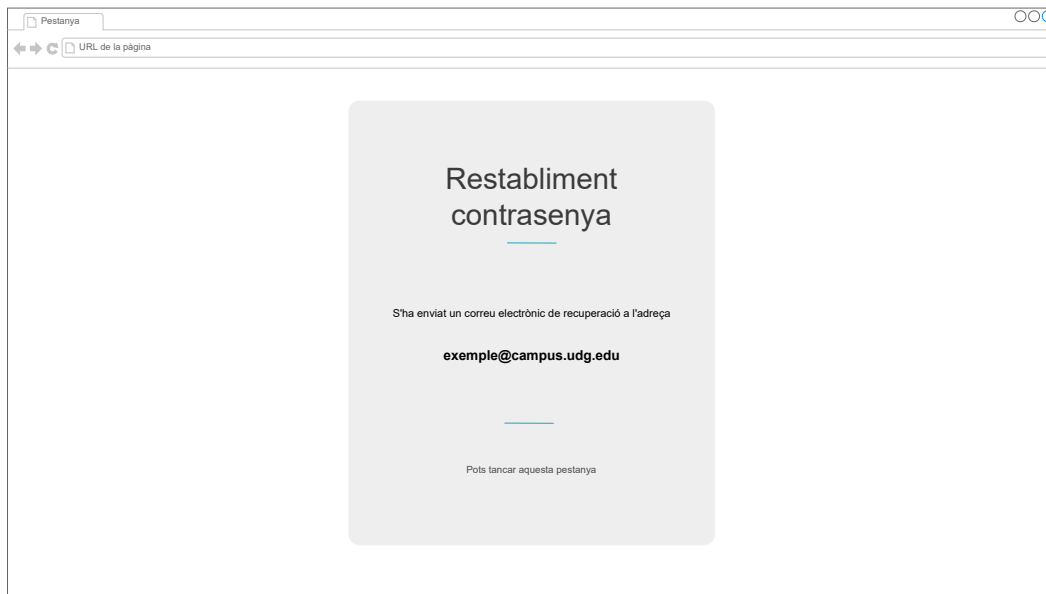 Pestanya
URL de la pàgina
Restabliment
contrasenya
S'ha enviat un correu electrònic de recuperació a l'adreça
exemple@campus.udg.edu
Pots tancar aquesta pestanya